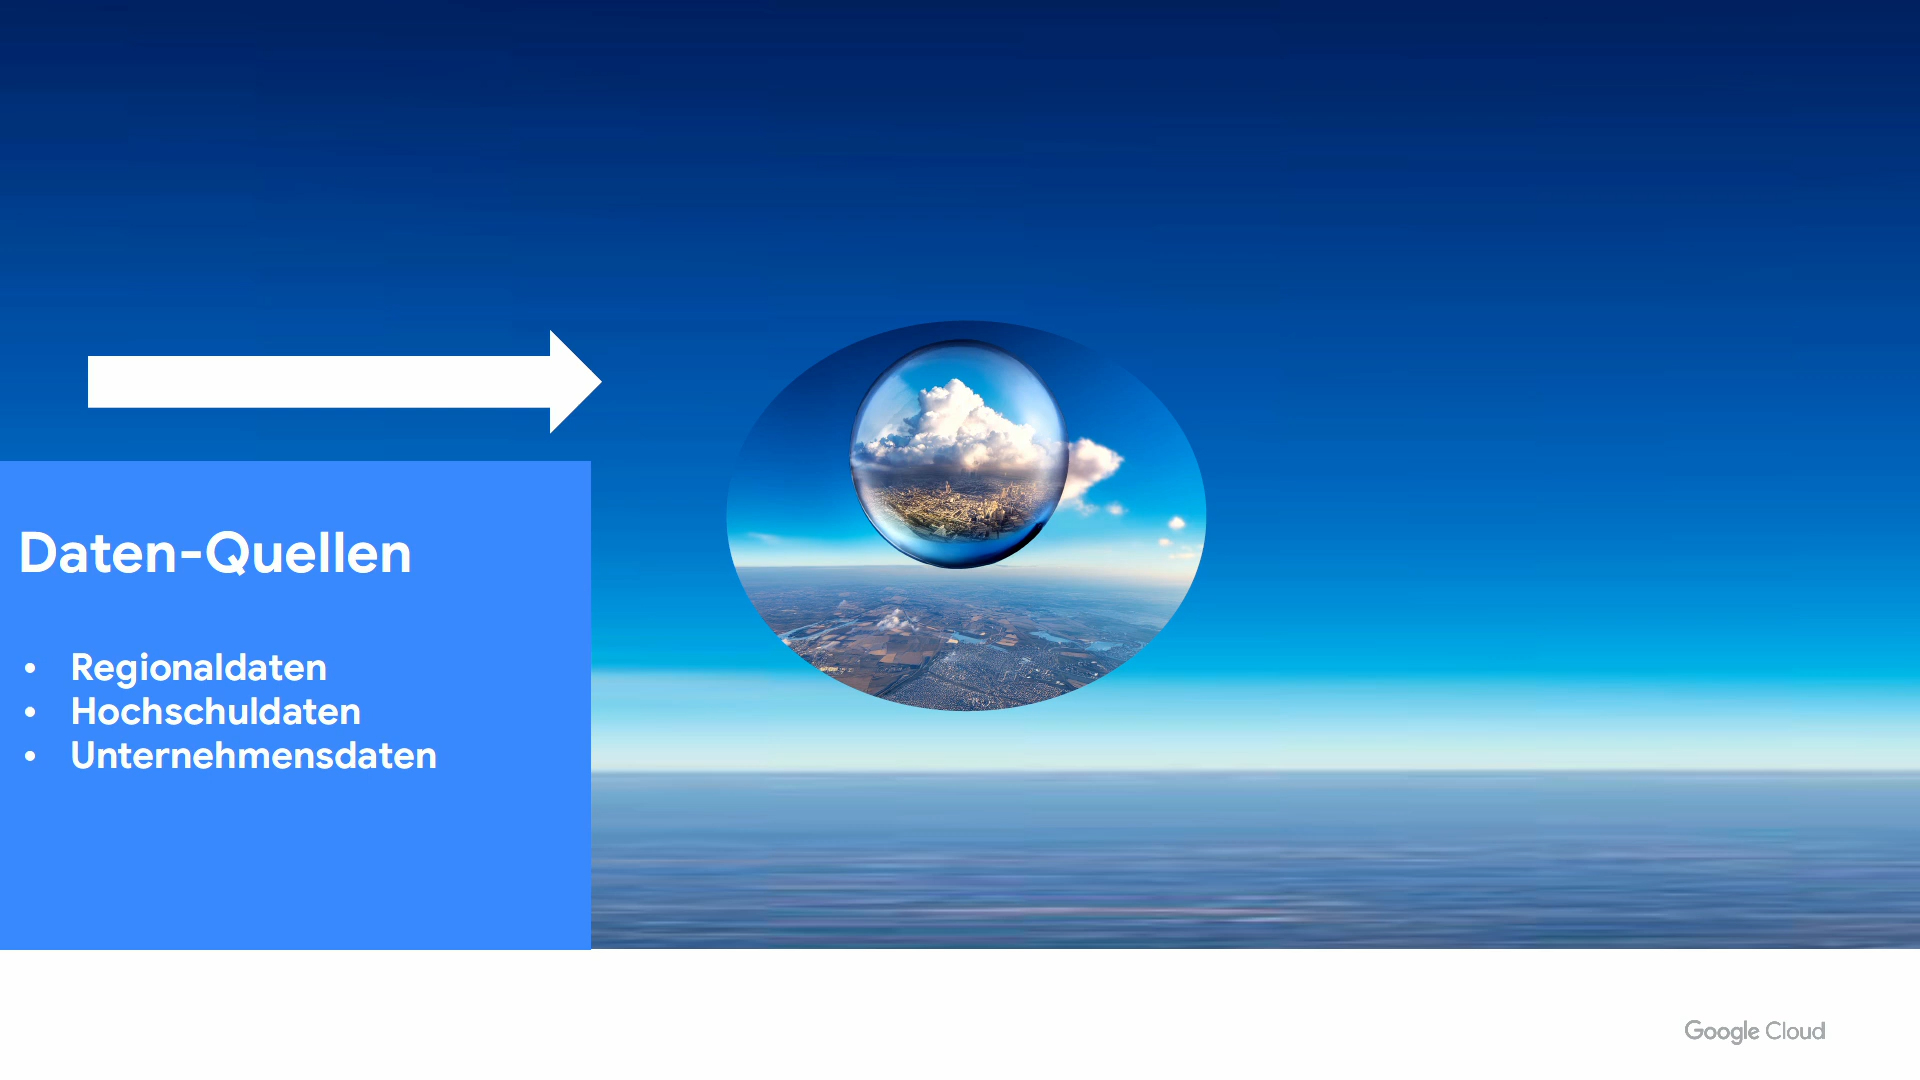 Daten-Quellen
• Regionaldaten
• Hochschuldaten
• Unternehmensdaten
Google Cloud